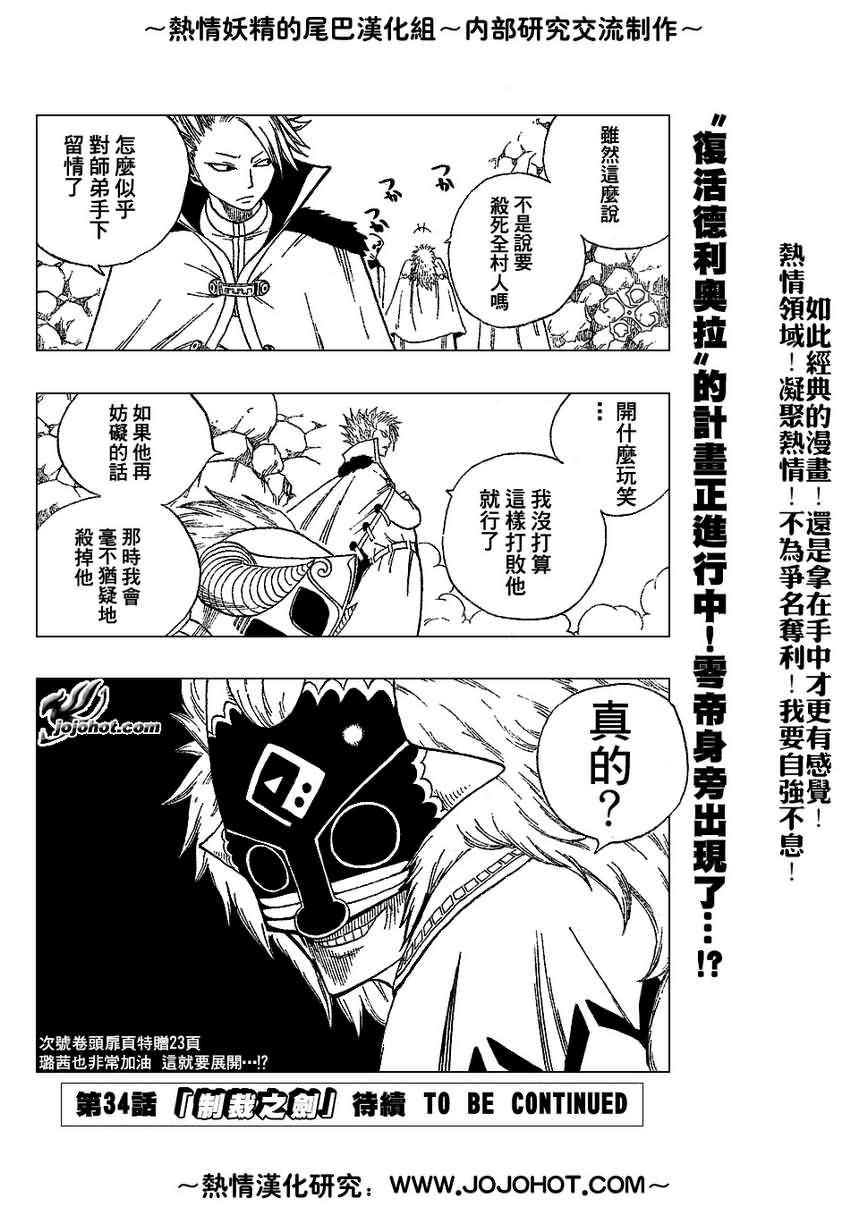 ～熱情妖精的尾巴漢化組～内部研究交流制作～
如此經典的漫畫！還是拿在手中才更有感覺！
熱情領域！凝聚熱情！不為爭名奪利！我要自強不息！
〝復活德利奧拉〞的計畫正進行中！零帝身旁出現了…!?
雖然這麼說
不是說要
殺死全村人嗎
つか
つか
怎麼似乎
對師弟手下
留情了
開什麼玩笑
…
我沒打算
這樣打敗他
就行了
如果他再
妨礙的話
那時我會
毫不猶疑地
殺掉他
真的？
jojohot.com
次號卷頭扉頁特贈23頁
璐茜也非常加油 這就要展開…!?
第34話「制裁之劍」待續 TO BE CONTINUED
～熱情漢化研究：WWW.JOJOHOT.COM～